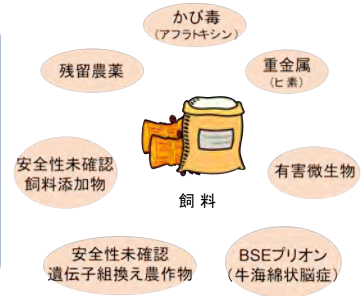 かび毒
（アフラトキシン）
残留農薬
重金属
（ヒ素）
安全性未確認
飼料添加物
有害微生物
飼料
安全性未確認
遺伝子組換え農作物
BSEプリオン
（牛海綿状脳症）